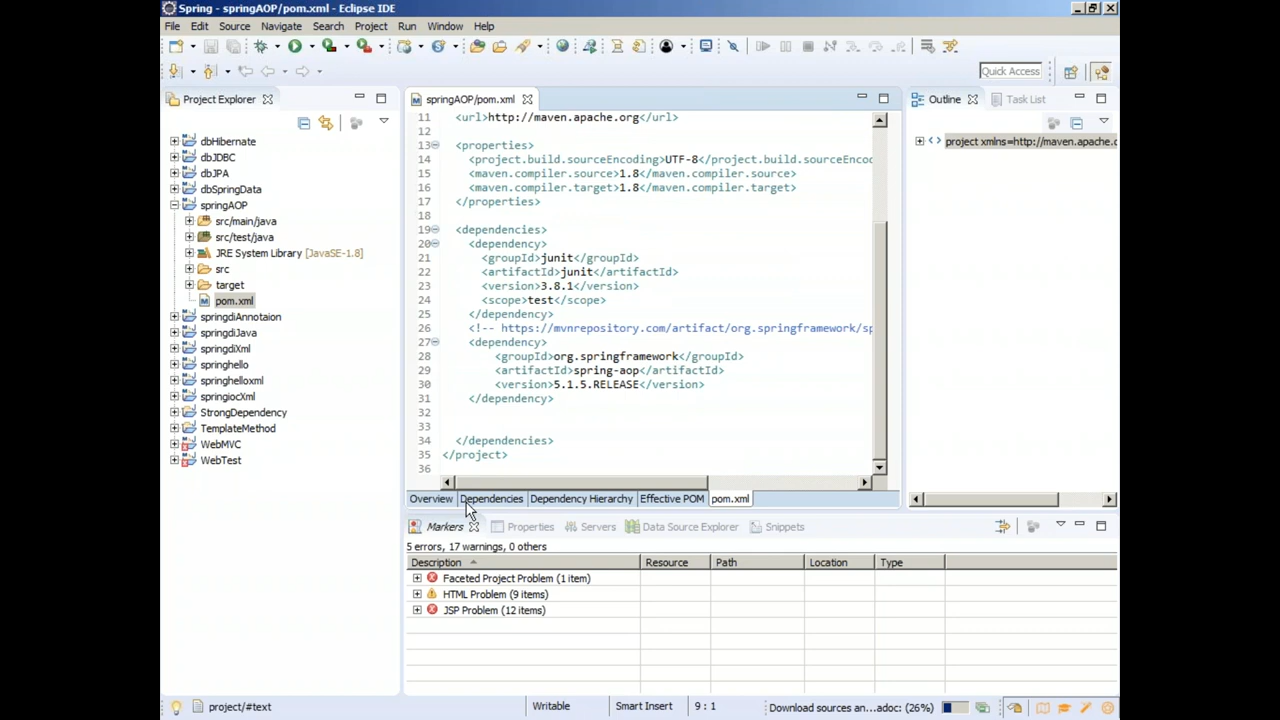 Spring - springAOP/pom.xml - Eclipse IDE
File Edit Source Navigate Search Project Run Window Help
Quick Access
Project Explorer
dbHibernate
dbJDBC
dbJPA
dbSpringData
springAOP
src/main/java
src/test/java
JRE System Library [JavaSE-1.8]
src
target
pom.xml
springdiAnnotaion
springdiJava
springdiXml
springhello
springhelloxml
springiocXml
StrongDependency
TemplateMethod
WebMVC
WebTest
springAOP/pom.xml
11 <url>http://maven.apache.org</url>
12
13 <properties>
14 <project.build.sourceEncoding>UTF-8</project.build.sourceEncod
15 <maven.compiler.source>1.8</maven.compiler.source>
16 <maven.compiler.target>1.8</maven.compiler.target>
17 </properties>
18
19 <dependencies>
20 <dependency>
21 <groupId>junit</groupId>
22 <artifactId>junit</artifactId>
23 <version>3.8.1</version>
24 <scope>test</scope>
25 </dependency>
26 <!-- https://mvnrepository.com/artifact/org.springframework/sp
27 <dependency>
28 <groupId>org.springframework</groupId>
29 <artifactId>spring-aop</artifactId>
30 <version>5.1.5.RELEASE</version>
31 </dependency>
32
33
34 </dependencies>
35 </project>
36
Overview Dependencies Dependency Hierarchy Effective POM pom.xml
Outline Task List
project xmlns=http://maven.apache.o
Markers Properties Servers Data Source Explorer Snippets
5 errors, 17 warnings, 0 others
Description Resource Path Location Type
Faceted Project Problem (1 item)
HTML Problem (9 items)
JSP Problem (12 items)
project/#text Writable Smart Insert 9 : 1 Download sources an...adoc: (26%)